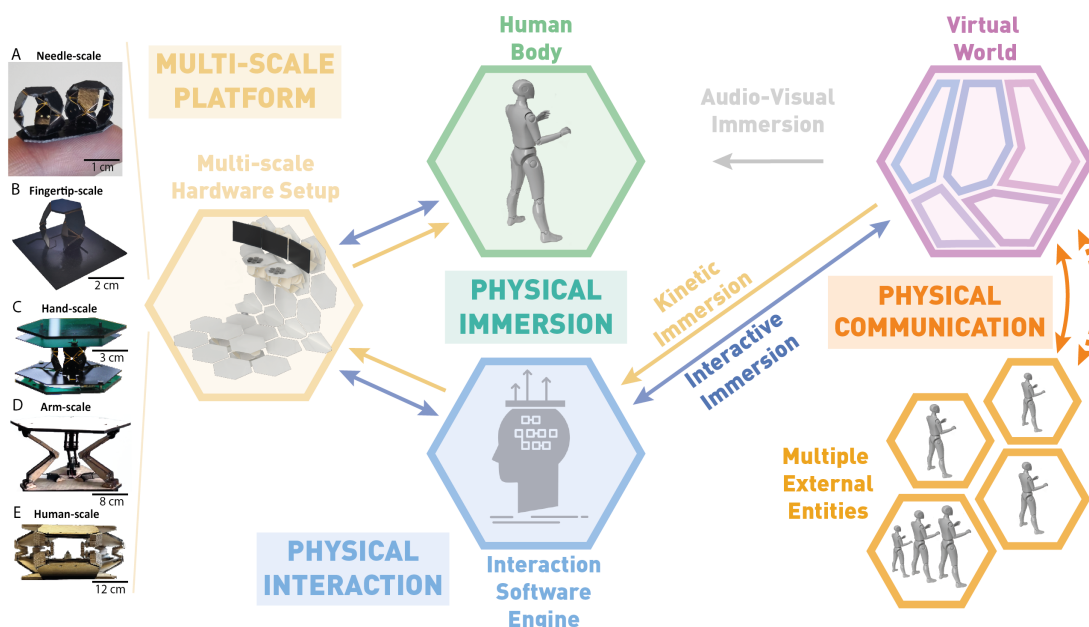 A
Needle-scale
1 cm
B
Fingertip-scale
2 cm
C
Hand-scale
3 cm
D
Arm-scale
8 cm
E
Human-scale
12 cm
MULTI-SCALE
PLATFORM
Multi-scale
Hardware Setup
Human
Body
PHYSICAL
IMMERSION
PHYSICAL
INTERACTION
Interaction
Software
Engine
Audio-Visual
Immersion
Kinetic
Immersion
Interactive
Immersion
Virtual
World
PHYSICAL
COMMUNICATION
Multiple
External
Entities